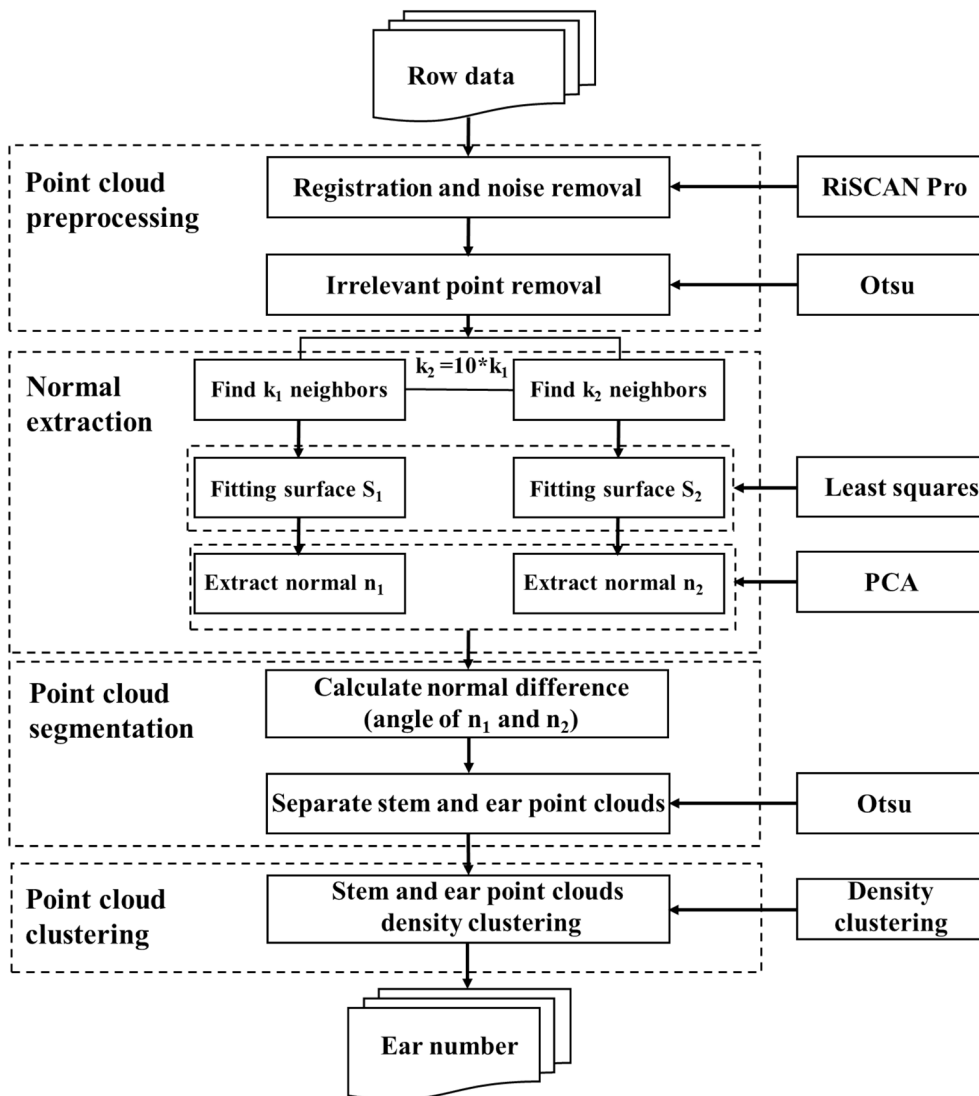 Row data
Point cloud
preprocessing
Registration and noise removal
RiSCAN Pro
Irrelevant point removal
Otsu
Normal
extraction
k₂ =10*k₁
Find k₁ neighbors
Find k₂ neighbors
Fitting surface S₁
Fitting surface S₂
Least squares
Extract normal n₁
Extract normal n₂
PCA
Point cloud
segmentation
Calculate normal difference
(angle of n₁ and n₂)
Separate stem and ear point clouds
Otsu
Point cloud
clustering
Stem and ear point clouds
density clustering
Density
clustering
Ear number